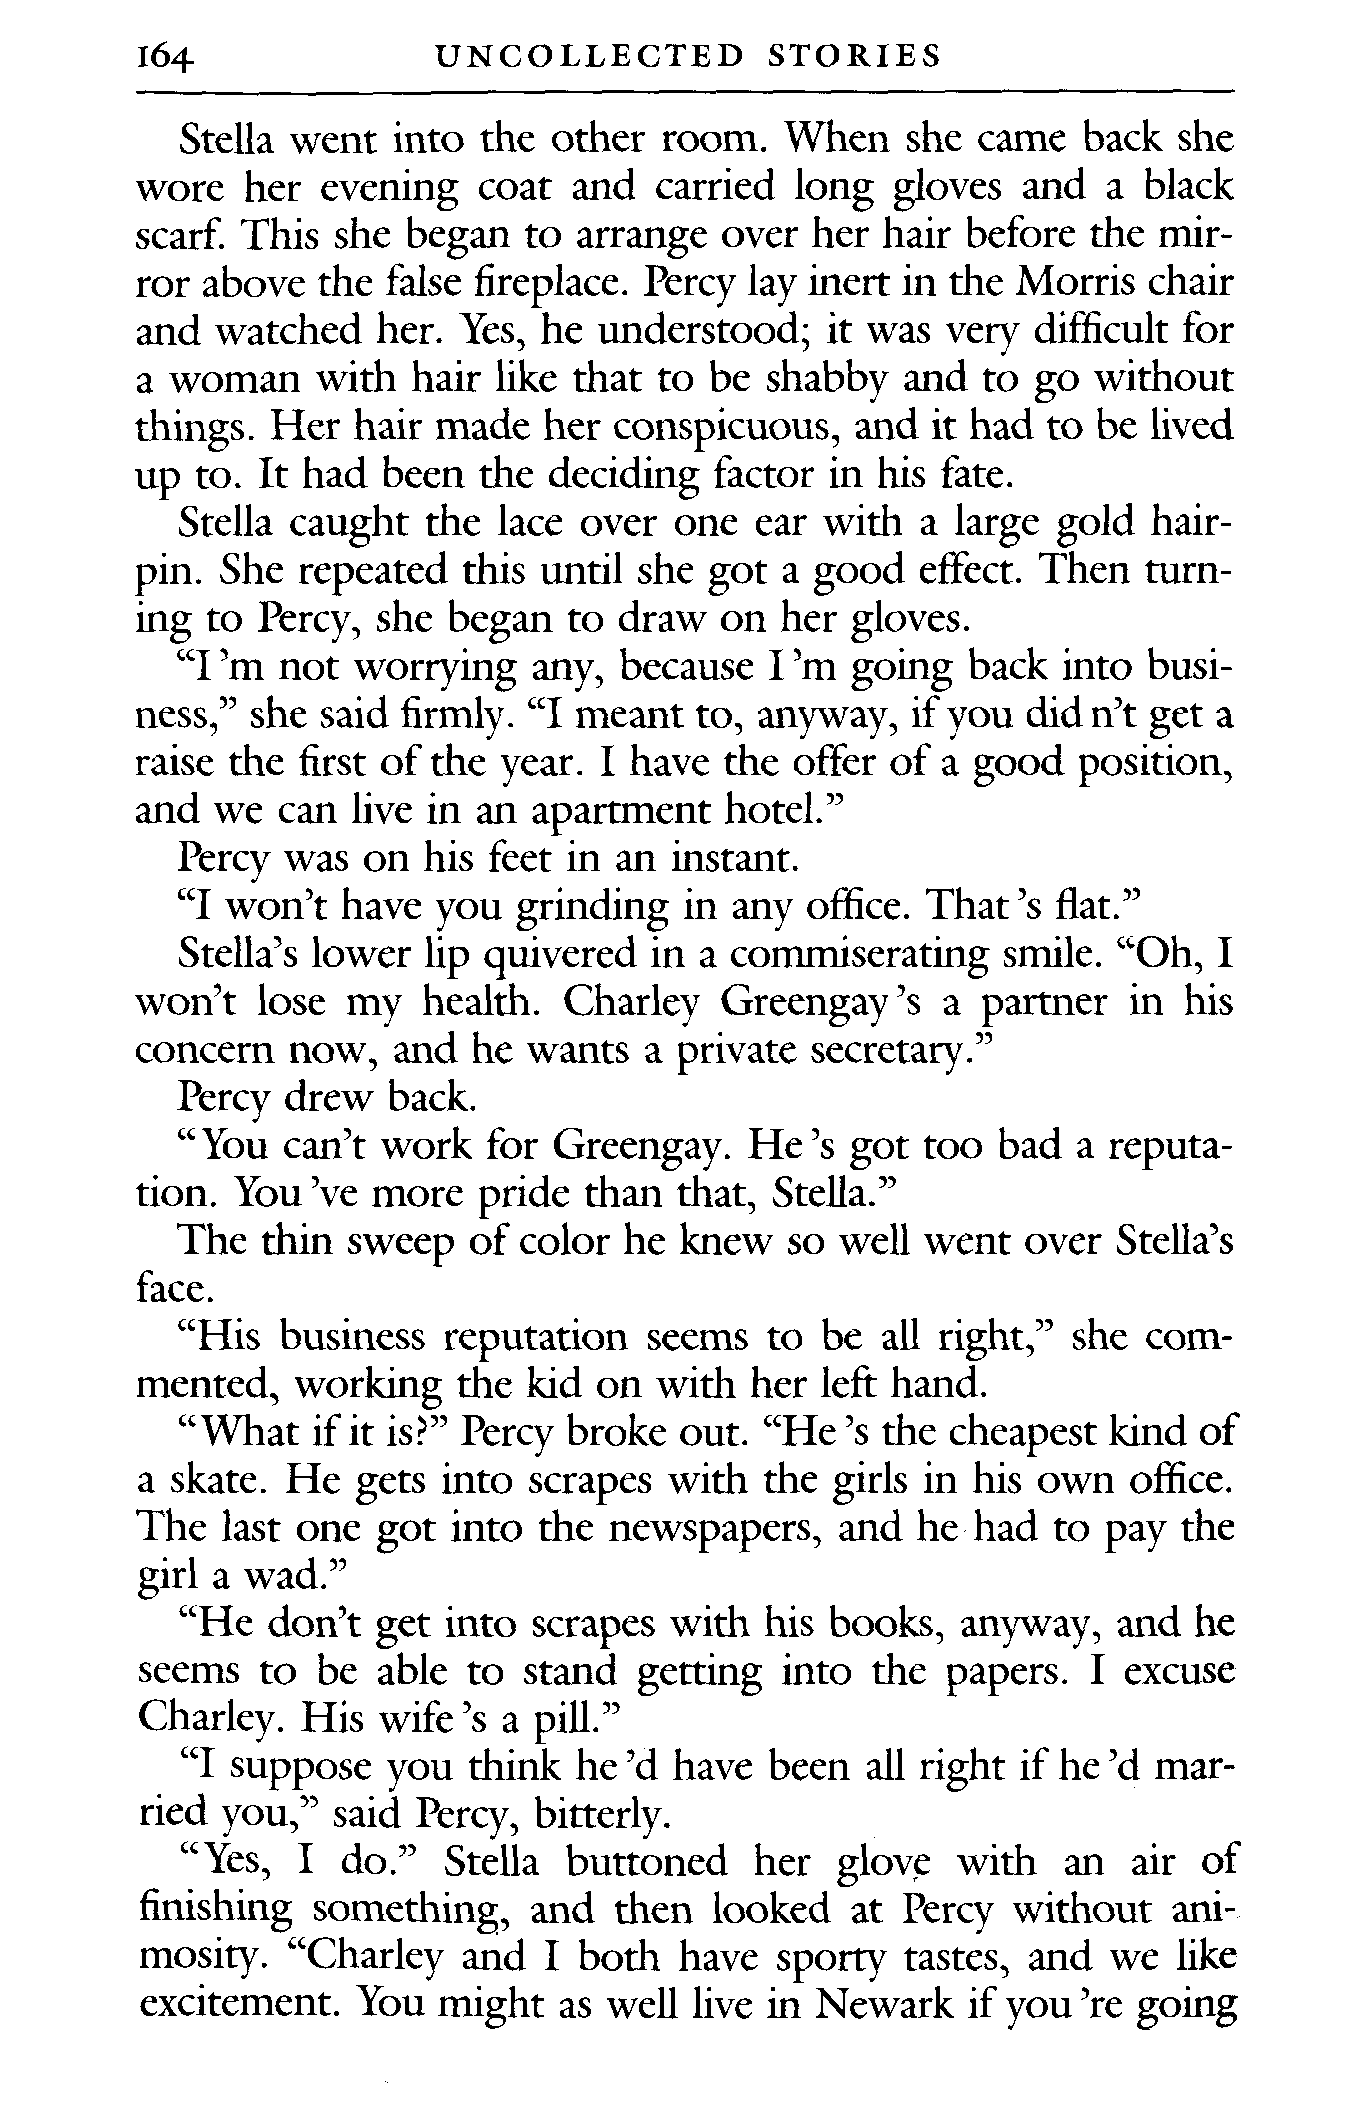 164 UNCOLLECTED STORIES
Stella went into the other room. When she came back she
wore her evening coat and carried long gloves and a black
scarf. This she began to arrange over her hair before the mir-
ror above the false fireplace. Percy lay inert in the Morris chair
and watched her. Yes, he understood; it was very difficult for
a woman with hair like that to be shabby and to go without
things. Her hair made her conspicuous, and it had to be lived
up to. It had been the deciding factor in his fate.
Stella caught the lace over one ear with a large gold hair-
pin. She repeated this until she got a good effect. Then turn-
ing to Percy, she began to draw on her gloves.
“I ’m not worrying any, because I ’m going back into busi-
ness,” she said firmly. “I meant to, anyway, if you did n’t get a
raise the first of the year. I have the offer of a good position,
and we can live in an apartment hotel.”
Percy was on his feet in an instant.
“I won’t have you grinding in any office. That ’s flat.”
Stella’s lower lip quivered in a commiserating smile. “Oh, I
won’t lose my health. Charley Greengay ’s a partner in his
concern now, and he wants a private secretary.”
Percy drew back.
“You can’t work for Greengay. He ’s got too bad a reputa-
tion. You ’ve more pride than that, Stella.”
The thin sweep of color he knew so well went over Stella’s
face.
“His business reputation seems to be all right,” she com-
mented, working the kid on with her left hand.
“What if it is?” Percy broke out. “He ’s the cheapest kind of
a skate. He gets into scrapes with the girls in his own office.
The last one got into the newspapers, and he had to pay the
girl a wad.”
“He don’t get into scrapes with his books, anyway, and he
seems to be able to stand getting into the papers. I excuse
Charley. His wife ’s a pill.”
“I suppose you think he ’d have been all right if he ’d mar-
ried you,” said Percy, bitterly.
“Yes, I do.” Stella buttoned her glove with an air of
finishing something, and then looked at Percy without ani-
mosity. “Charley and I both have sporty tastes, and we like
excitement. You might as well live in Newark if you ’re going